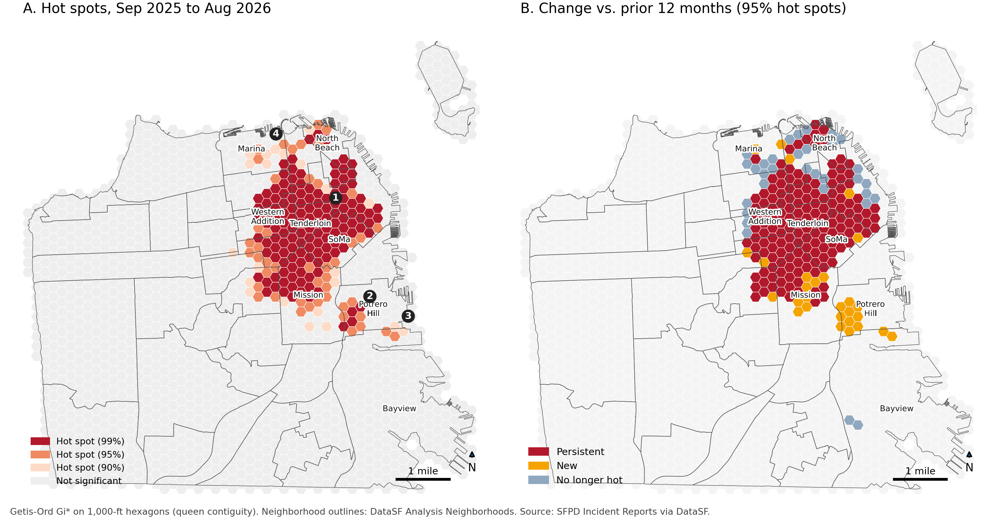 A. Hot spots, Sep 2025 to Aug 2026
4
North
Beach
Marina
1
Western
Addition
Tenderloin
SoMa
Mission
2
Potrero
Hill
3
Bayview
Hot spot (99%)
Hot spot (95%)
Hot spot (90%)
Not significant
1 mile
N
B. Change vs. prior 12 months (95% hot spots)
North
Beach
Marina
Western
Addition
Tenderloin
SoMa
Mission
Potrero
Hill
Bayview
Persistent
New
No longer hot
1 mile
N
Getis-Ord Gi* on 1,000-ft hexagons (queen contiguity). Neighborhood outlines: DataSF Analysis Neighborhoods. Source: SFPD Incident Reports via DataSF.